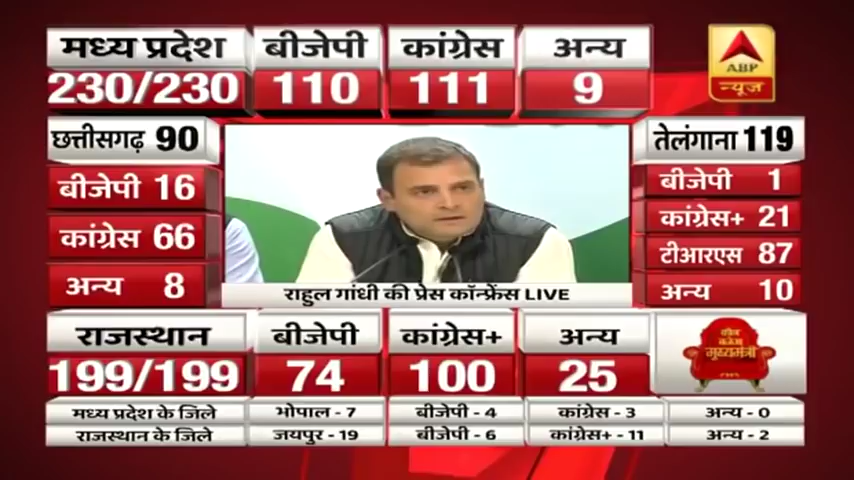 मध्य प्रदेश बीजेपी कांग्रेस अन्य
230/230 110 111 9
ABP
न्यूज़
छत्तीसगढ़ 90
बीजेपी 16
कांग्रेस 66
अन्य 8
तेलंगाना 119
बीजेपी 1
कांग्रेस+ 21
टीआरएस 87
अन्य 10
राहुल गांधी की प्रेस कॉन्फ्रेंस LIVE
राजस्थान बीजेपी कांग्रेस+ अन्य
199/199 74 100 25
कौन बनेगा
मुख्यमंत्री
मध्य प्रदेश के जिले भोपाल - 7 बीजेपी - 4 कांग्रेस - 3 अन्य - 0
राजस्थान के जिले जयपुर - 19 बीजेपी - 6 कांग्रेस+ - 11 अन्य - 2